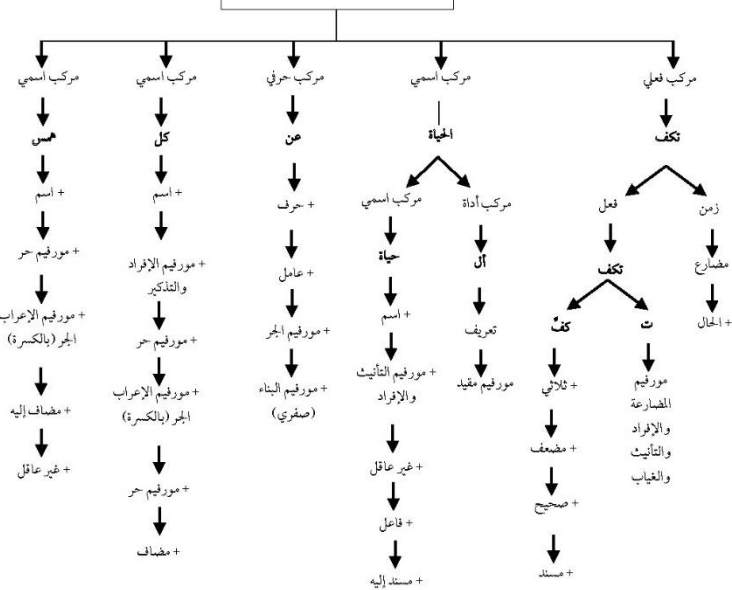 مركب فعلي
مركب اسمي
مركب حرفي
مركب اسمي
مركب اسمي
تكف
الحياة
عن
كل
همس
زمن
فعل
مركب أداة
مركب اسمي
+ حرف
+ اسم
+ اسم
مضارع
تكف
أل
حياة
+ عامل
+ مورفيم الإفراد
والتذكير
+ مورفيم حر
+ الحال
ت
كفّ
تعريف
+ اسم
+ مورفيم الجر
+ مورفيم حر
+ مورفيم الإعراب
الجر (بالكسرة)
مورفيم
المضارعة
والإفراد
والتأنيث
والغياب
+ ثلاثي
مورفيم مقيد
+ مورفيم التأنيث
والإفراد
+ مورفيم البناء
(صفري)
+ مورفيم الإعراب
الجر (بالكسرة)
+ مضاف إليه
+ مضعف
+ غير عاقل
+ مورفيم حر
+ غير عاقل
+ صحيح
+ فاعل
+ مضاف
+ مسند
+ مسند إليه